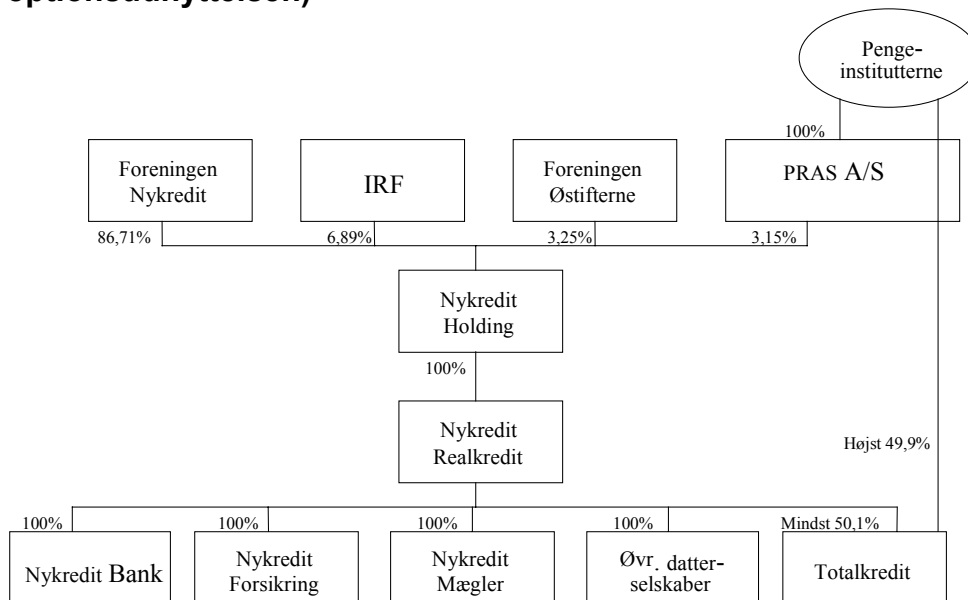 optionsudnyttelsen)
Penge-
institutterne
100%
Foreningen
Nykredit
IRF
Foreningen
Østifterne
PRAS A/S
86,71%
6,89%
3,25%
3,15%
Nykredit
Holding
100%
Nykredit
Realkredit
Højst 49,9%
100%
100%
100%
100%
Mindst 50,1%
Nykredit Bank
Nykredit
Forsikring
Nykredit
Mægler
Øvr. datter-
selskaber
Totalkredit